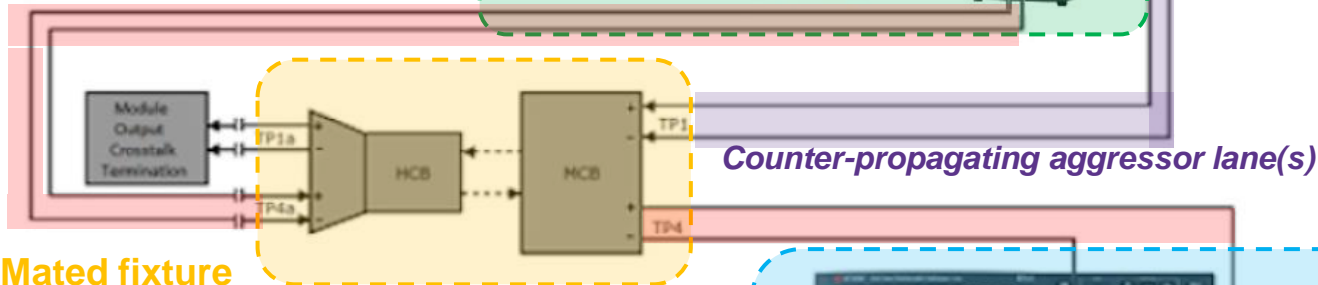 Module
Output
Crosstalk
Termination
+
-
TP1a
+
-
TP4a
HCB
MCB
+
-
TP1
+
-
TP4
Counter-propagating aggressor lane(s)
Mated fixture